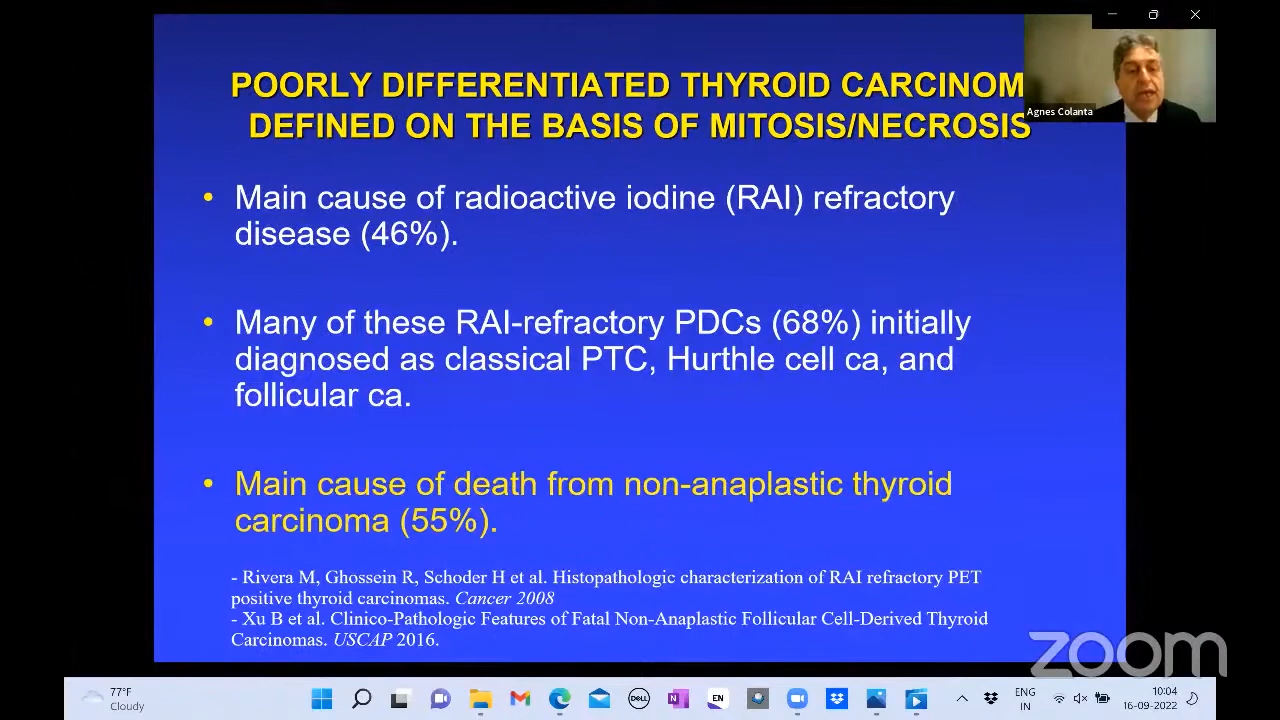 POORLY DIFFERENTIATED THYROID CARCINOM
DEFINED ON THE BASIS OF MITOSIS/NECROSIS
Agnes Colanta
• Main cause of radioactive iodine (RAI) refractory
disease (46%).
• Many of these RAI-refractory PDCs (68%) initially
diagnosed as classical PTC, Hurthle cell ca, and
follicular ca.
• Main cause of death from non-anaplastic thyroid
carcinoma (55%).
- Rivera M, Ghossein R, Schoder H et al. Histopathologic characterization of RAI refractory PET
positive thyroid carcinomas. Cancer 2008
- Xu B et al. Clinico-Pathologic Features of Fatal Non-Anaplastic Follicular Cell-Derived Thyroid
Carcinomas. USCAP 2016.
zoom
77°F
Cloudy
DELL
N
EN
ENG
IN
10:04
16-09-2022